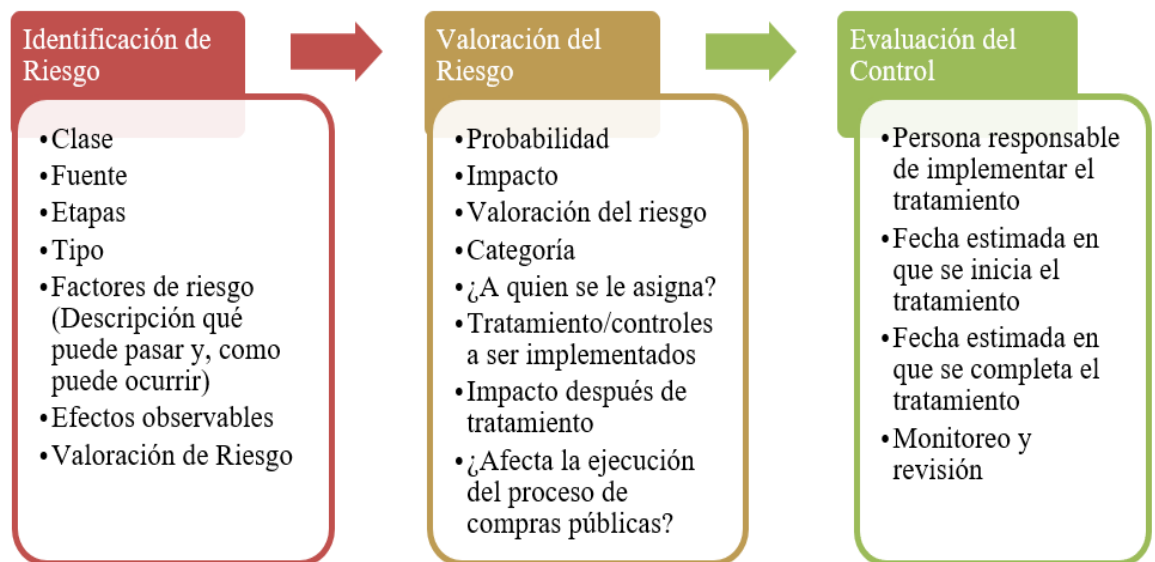 Identificación de
Riesgo
•Clase
•Fuente
•Etapas
•Tipo
•Factores de riesgo
(Descripción qué
puede pasar y, como
puede ocurrir)
•Efectos observables
•Valoración de Riesgo
Valoración del
Riesgo
•Probabilidad
•Impacto
•Valoración del riesgo
•Categoría
•¿A quien se le asigna?
•Tratamiento/controles
a ser implementados
•Impacto después de
tratamiento
•¿Afecta la ejecución
del proceso de
compras públicas?
Evaluación del
Control
•Persona responsable
de implementar el
tratamiento
•Fecha estimada en
que se inicia el
tratamiento
•Fecha estimada en
que se completa el
tratamiento
•Monitoreo y
revisión